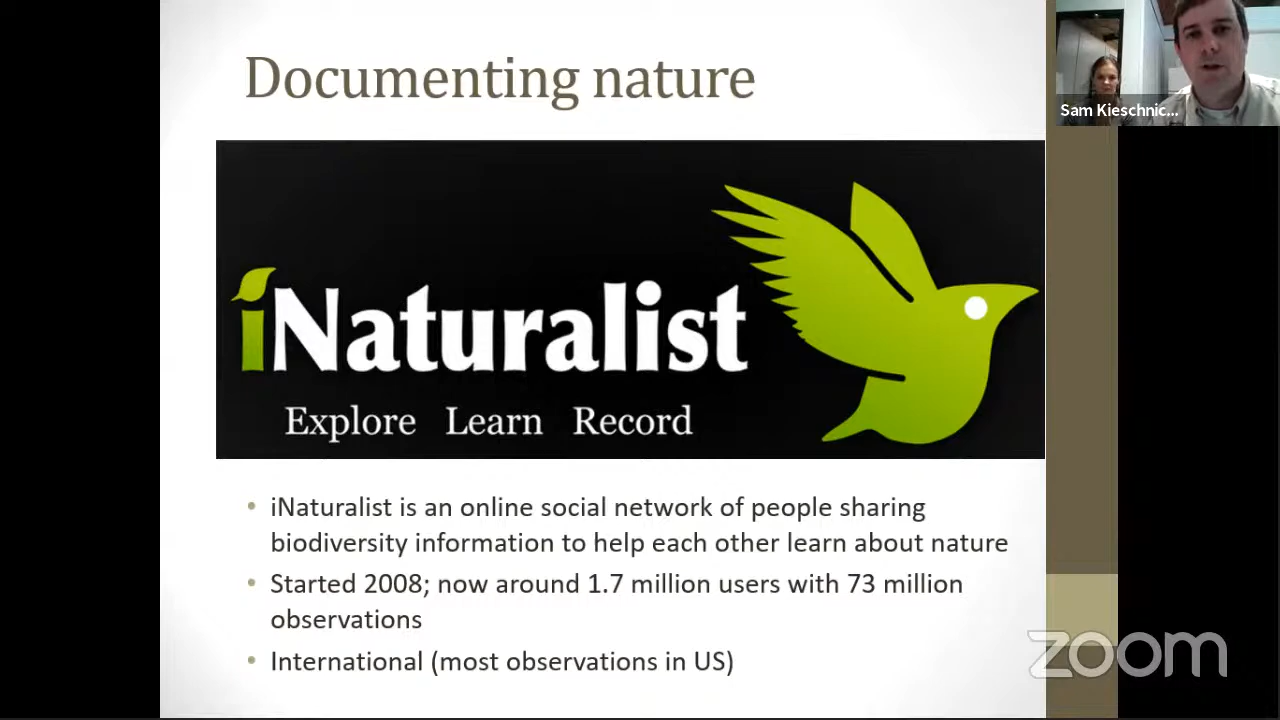 Documenting nature
Sam Kieschnic...
iNaturalist
Explore Learn Record
• iNaturalist is an online social network of people sharing
biodiversity information to help each other learn about nature
• Started 2008; now around 1.7 million users with 73 million
observations
• International (most observations in US)
zoom